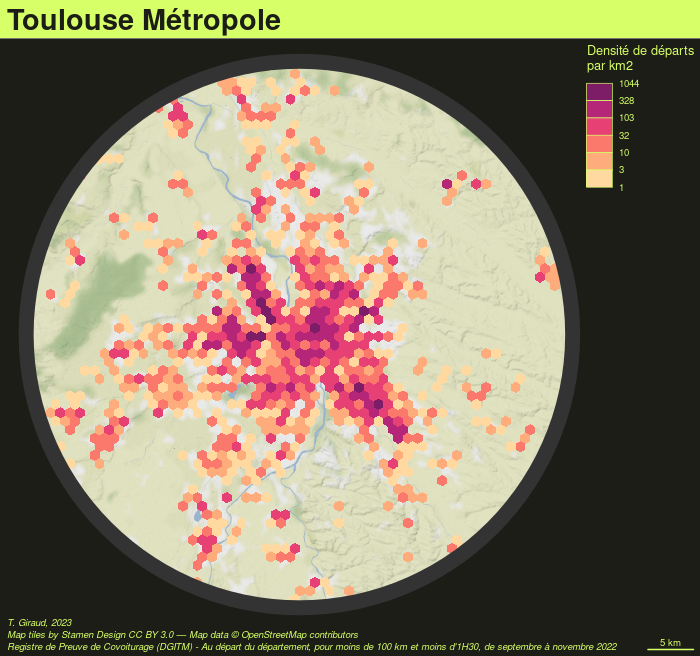 Toulouse Métropole
Densité de départs
par km2
1044
328
103
32
10
3
1
T. Giraud, 2023
Map tiles by Stamen Design CC BY 3.0 — Map data © OpenStreetMap contributors
Registre de Preuve de Covoiturage (DGITM) - Au départ du département, pour moins de 100 km et moins d'1H30, de septembre à novembre 2022
5 km